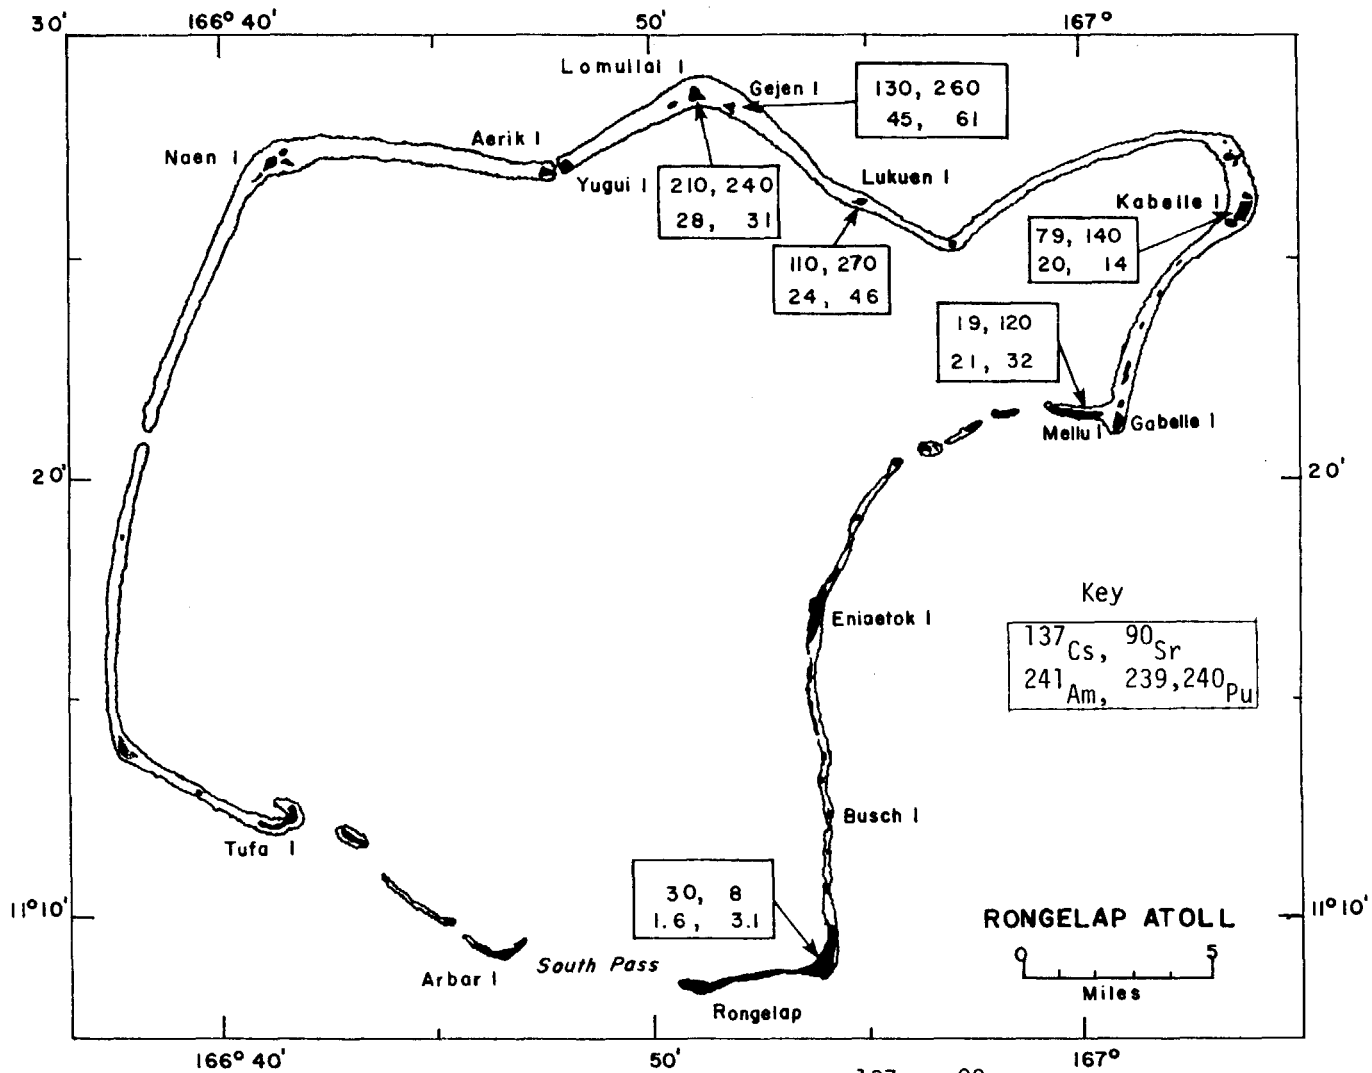 30' 166° 40' 50' 167°
Lomuilal I
Gejen I
130, 260
45, 61
Aerik I
Naen I
Yugui I
210, 240
28, 31
Lukuen I
Kabelle I
79, 140
20, 14
110, 270
24, 46
19, 120
21, 32
Mellu I
Gabelle I
20' 20'
Eniaetok I
Key
137Cs, 90Sr
241Am, 239,240Pu
Busch I
Tufa I
30, 8
1.6, 3.1
11° 10' 11° 10'
RONGELAP ATOLL
0 5
Miles
Arbar I
South Pass
Rongelap
166° 40' 50' 167°